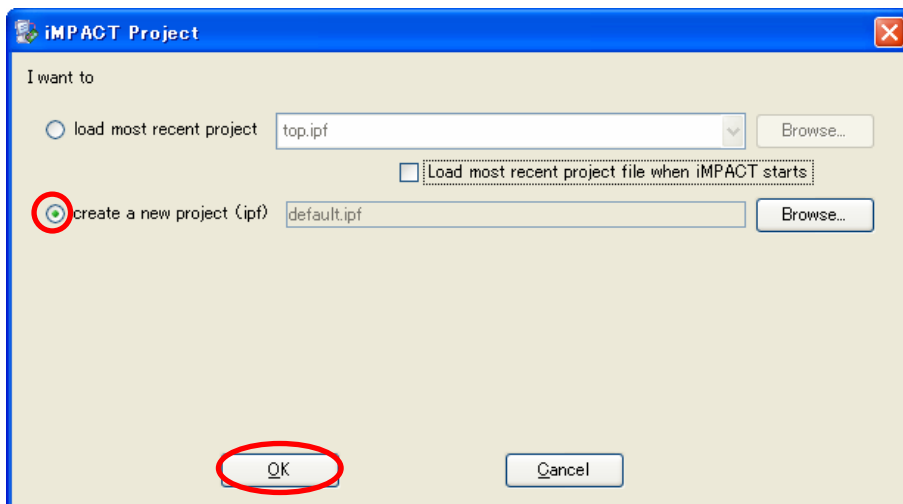 iMPACT Project
I want to
load most recent project top.ipf Browse...
Load most recent project file when iMPACT starts
create a new project (ipf) default.ipf Browse...
OK Cancel